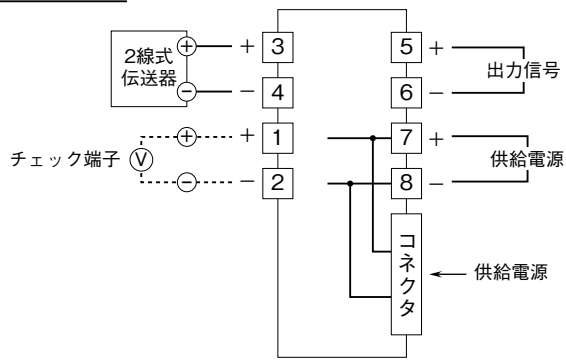 2線式
伝送器
+
−
+ 3
− 4
チェック端子
V
+
−
+ 1
− 2
5 +
6 −
出力信号
7 +
8 −
供給電源
コネクタ
供給電源